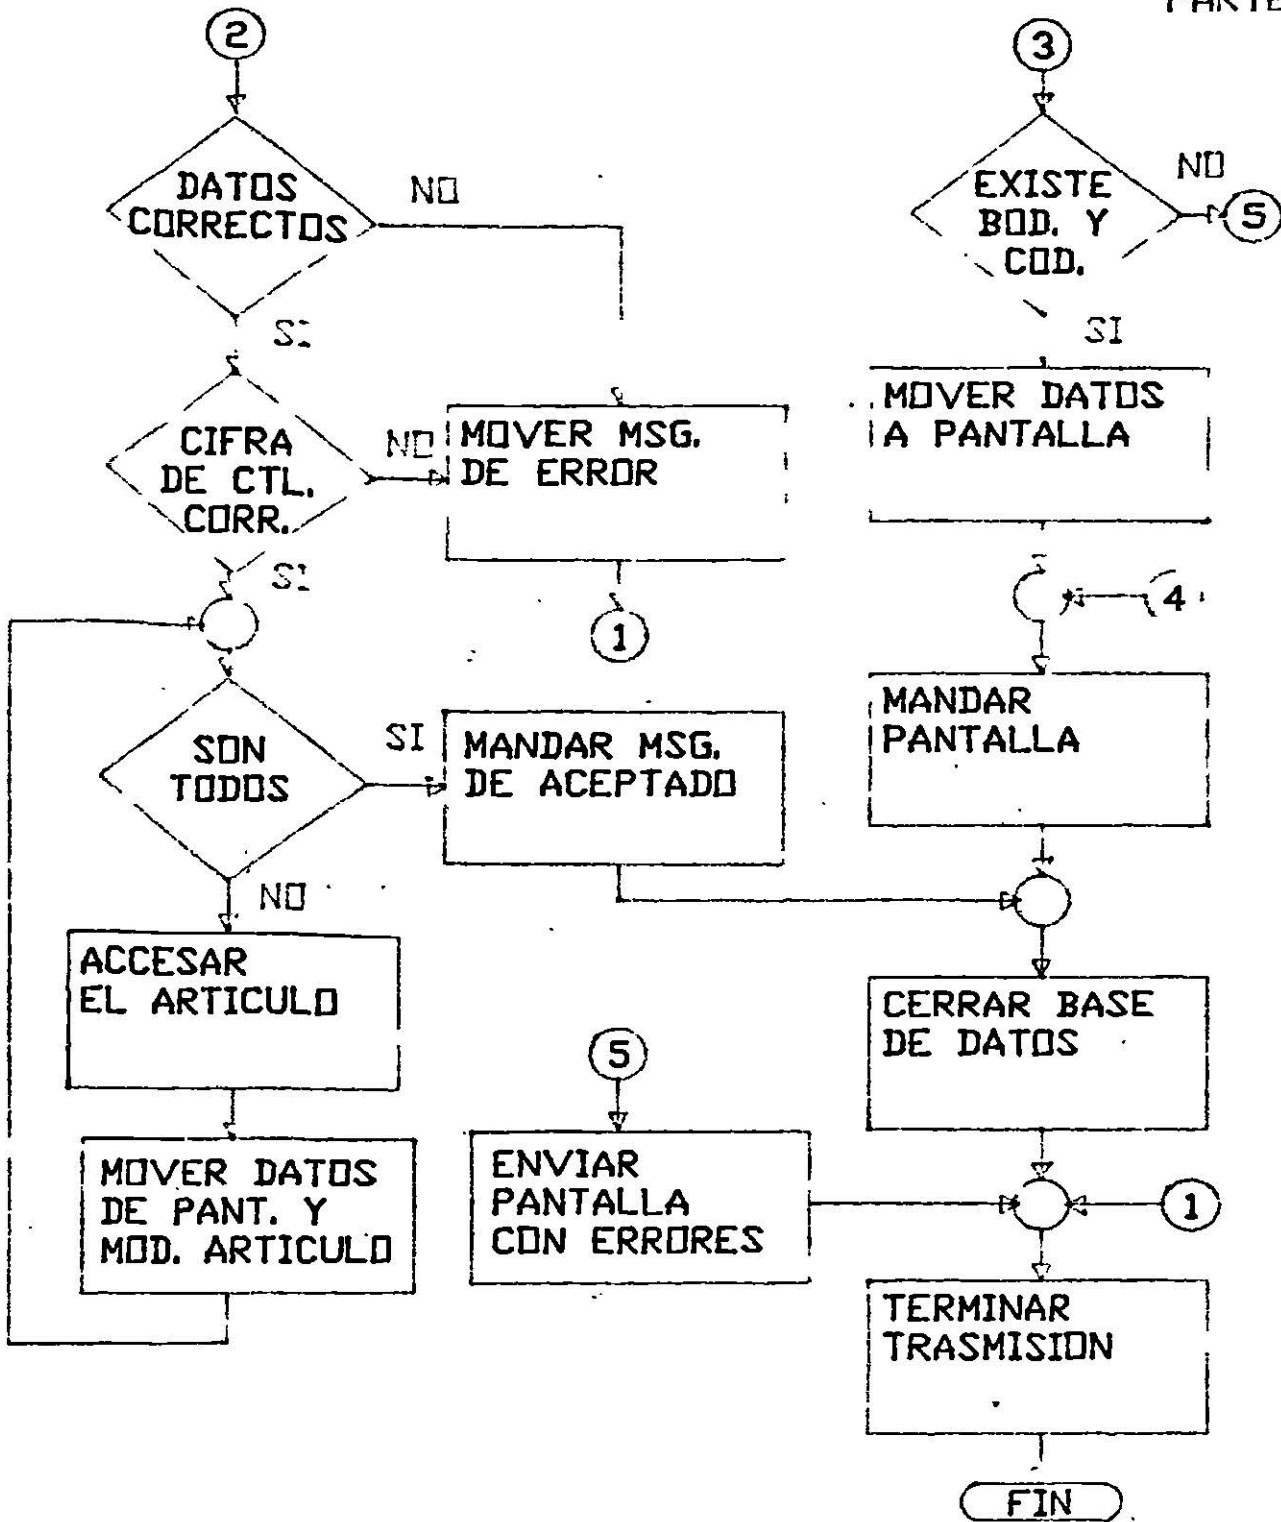 PARTE
2
DATOS
CORRECTOS
NO
SI
CIFRA
DE CTL.
CORR.
NO
MOVER MSG.
DE ERROR
1
SI
SON
TODOS
SI
MANDAR MSG.
DE ACEPTADO
NO
ACCESAR
EL ARTICULO
MOVER DATOS
DE PANT. Y
MOD. ARTICULO
3
EXISTE
BOD. Y
COD.
NO
5
SI
MOVER DATOS
A PANTALLA
4
MANDAR
PANTALLA
CERRAR BASE
DE DATOS
5
ENVIAR
PANTALLA
CON ERRORES
1
TERMINAR
TRASMISION
FIN